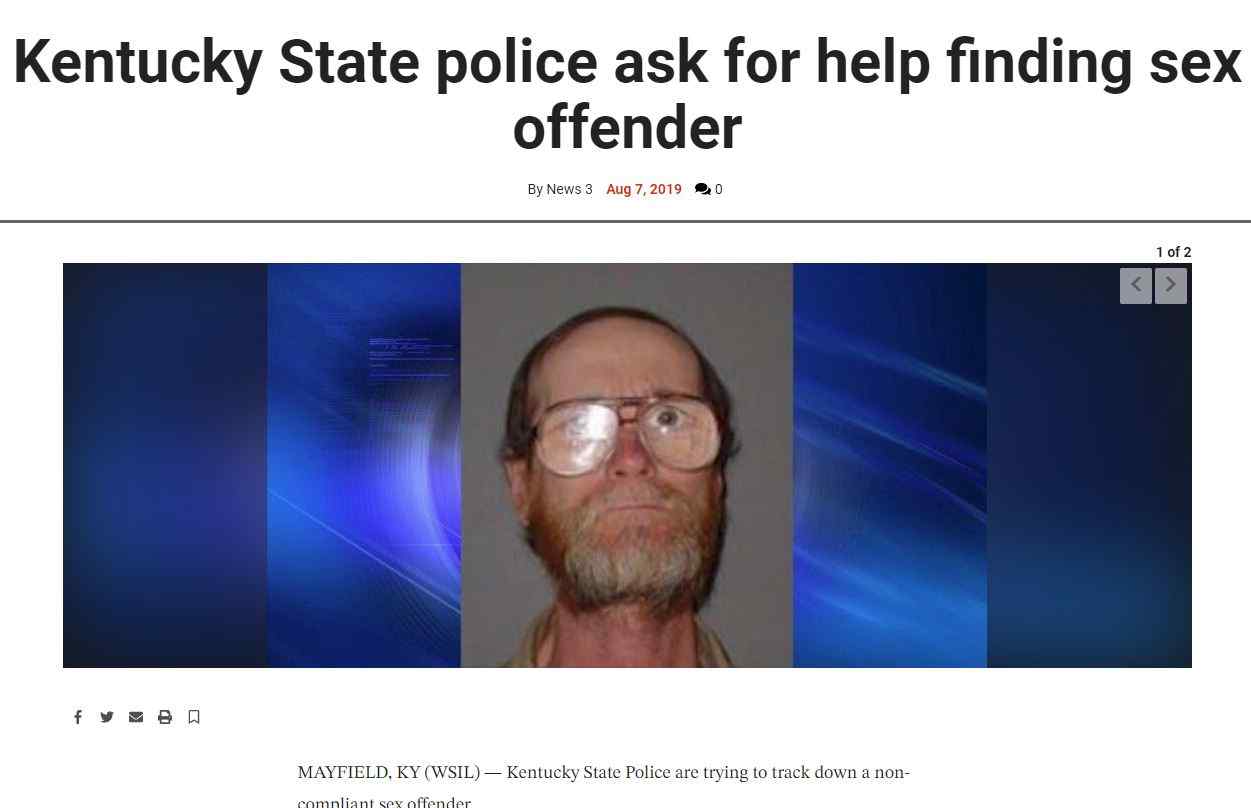 Kentucky State police ask for help finding sex
offender
By News 3 Aug 7, 2019 0
1 of 2
MAYFIELD, KY (WSIL) — Kentucky State Police are trying to track down a non-
compliant sex offender